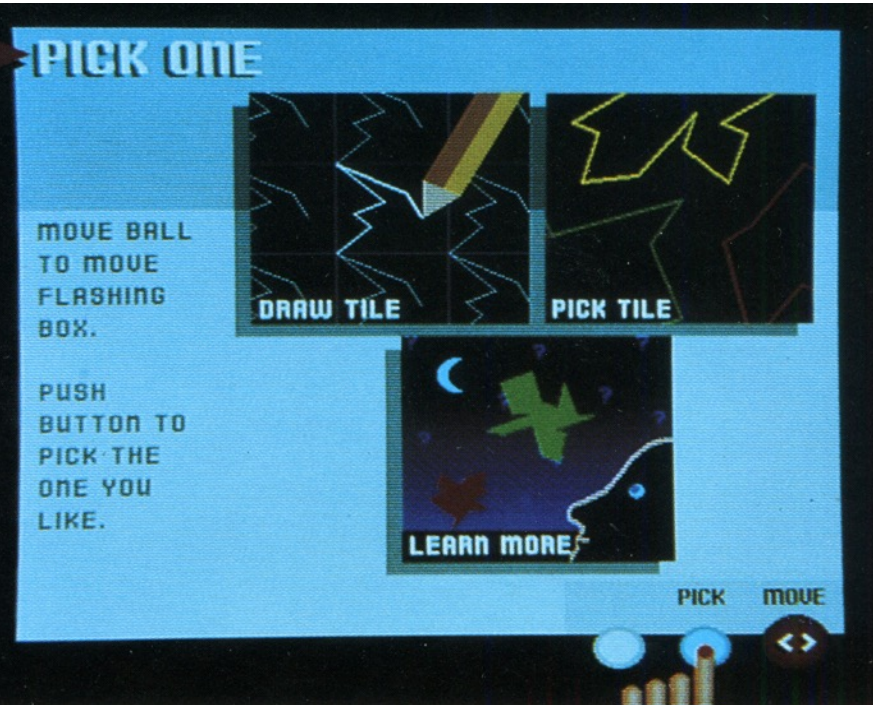 PICK ONE
MOVE BALL
TO MOVE
FLASHING
BOX.
PUSH
BUTTON TO
PICK THE
ONE YOU
LIKE.
DRAW TILE
PICK TILE
LEARN MORE
PICK
MOVE